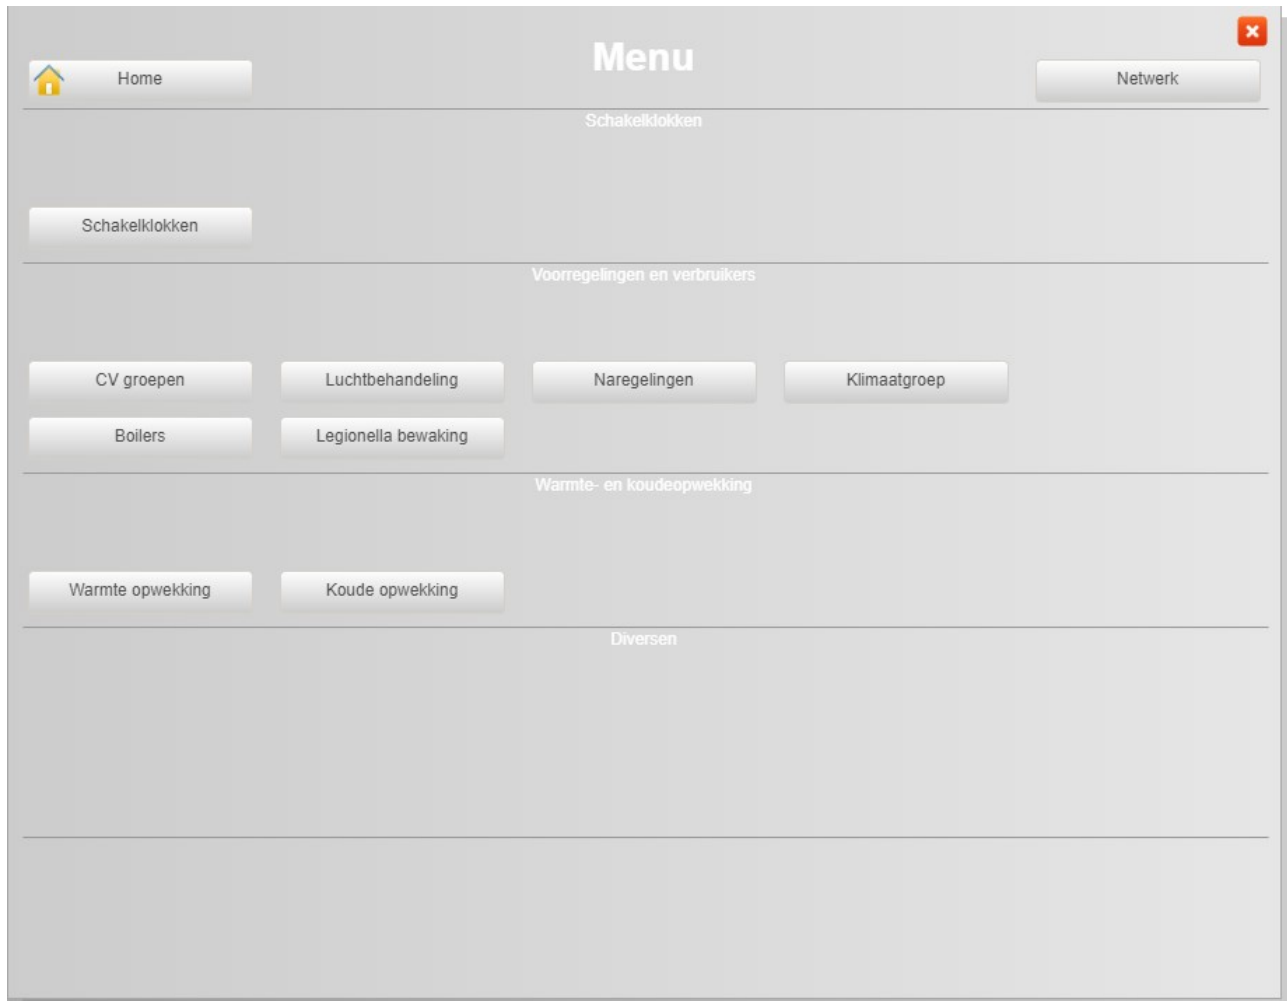 Menu
Home
Netwerk
Schakelklokken
Schakelklokken
Voorregelingen en verbruikers
CV groepen
Luchtbehandeling
Naregelingen
Klimaatgroep
Boilers
Legionella bewaking
Warmte- en koudeopwekking
Warmte opwekking
Koude opwekking
Diversen